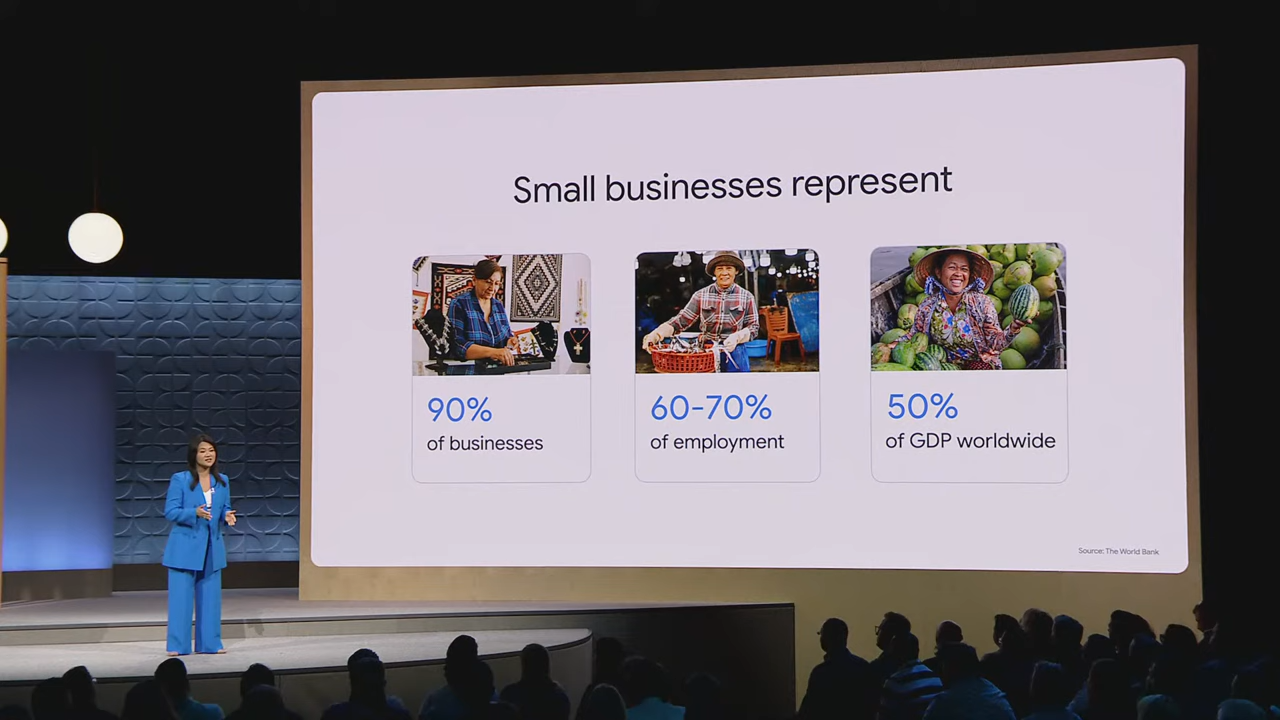 Small businesses represent
90%
of businesses
60-70%
of employment
50%
of GDP worldwide
Source: The World Bank